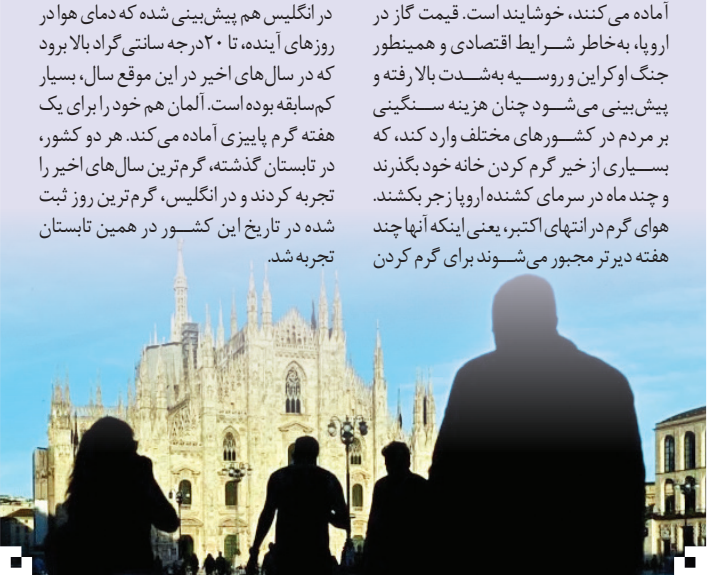 آماده می‌کنند، خوشایند است. قیمت گاز در
اروپا، به‌خاطر شرایط اقتصادی و همینطور
جنگ اوکراین و روسیه به‌شدت بالا رفته و
پیش‌بینی می‌شود چنان هزینه سنگینی
بر مردم در کشورهای مختلف وارد کند، که
بسیاری از خیر گرم کردن خانه خود بگذرند
و چند ماه در سرمای کشنده اروپا زجر بکشند.
هوای گرم در انتهای اکتبر، یعنی اینکه آنها چند
هفته دیرتر مجبور می‌شوند برای گرم کردن
در انگلیس هم پیش‌بینی شده که دمای هوا در
روزهای آینده، تا ۲۰درجه سانتی‌گراد بالا برود
که در سال‌های اخیر در این موقع سال، بسیار
کم‌سابقه بوده است. آلمان هم خود را برای یک
هفته گرم پاییزی آماده می‌کند. هر دو کشور،
در تابستان گذشته، گرم‌ترین سال‌های اخیر را
تجربه کردند و در انگلیس، گرم‌ترین روز ثبت
شده در تاریخ این کشور در همین تابستان
تجربه شد.